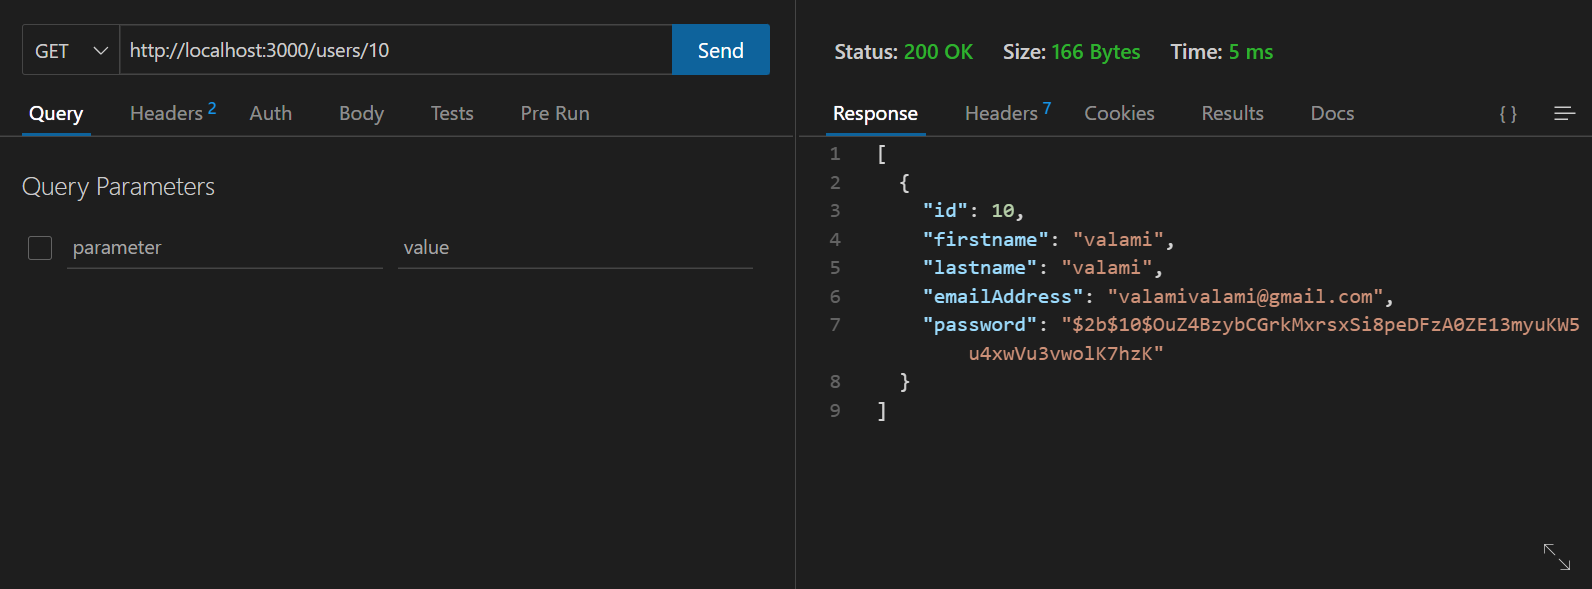 GET http://localhost:3000/users/10 Send
Query Headers 2 Auth Body Tests Pre Run
Query Parameters
parameter value
Status: 200 OK Size: 166 Bytes Time: 5 ms
Response Headers 7 Cookies Results Docs { }
1 [
2 {
3 "id": 10,
4 "firstname": "valami",
5 "lastname": "valami",
6 "emailAddress": "valamivalami@gmail.com",
7 "password": "$2b$10$OuZ4BzybCGrkMxrsxSi8peDFzA0ZE13myuKW5
u4xwVu3vwolK7hzK"
8 }
9 ]